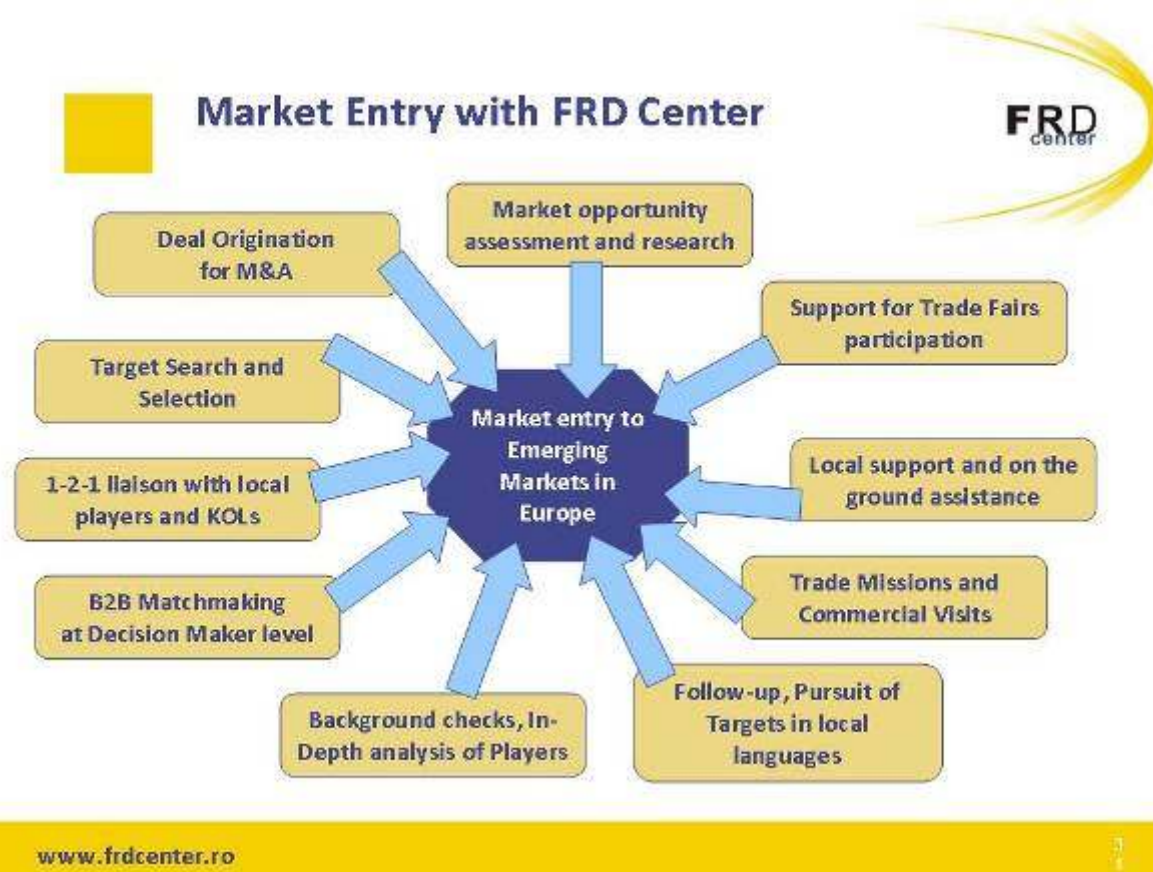 Market Entry with FRD Center
FRD
center
Market opportunity
assessment and research
Deal Origination
for M&A
Support for Trade Fairs
participation
Target Search and
Selection
Market entry to
Emerging
Markets in
Europe
Local support and on the
ground assistance
1-2-1 liaison with local
players and KOLs
Trade Missions and
Commercial Visits
B2B Matchmaking
at Decision Maker level
Follow-up, Pursuit of
Targets in local
languages
Background checks, In-
Depth analysis of Players
www.frdcenter.ro